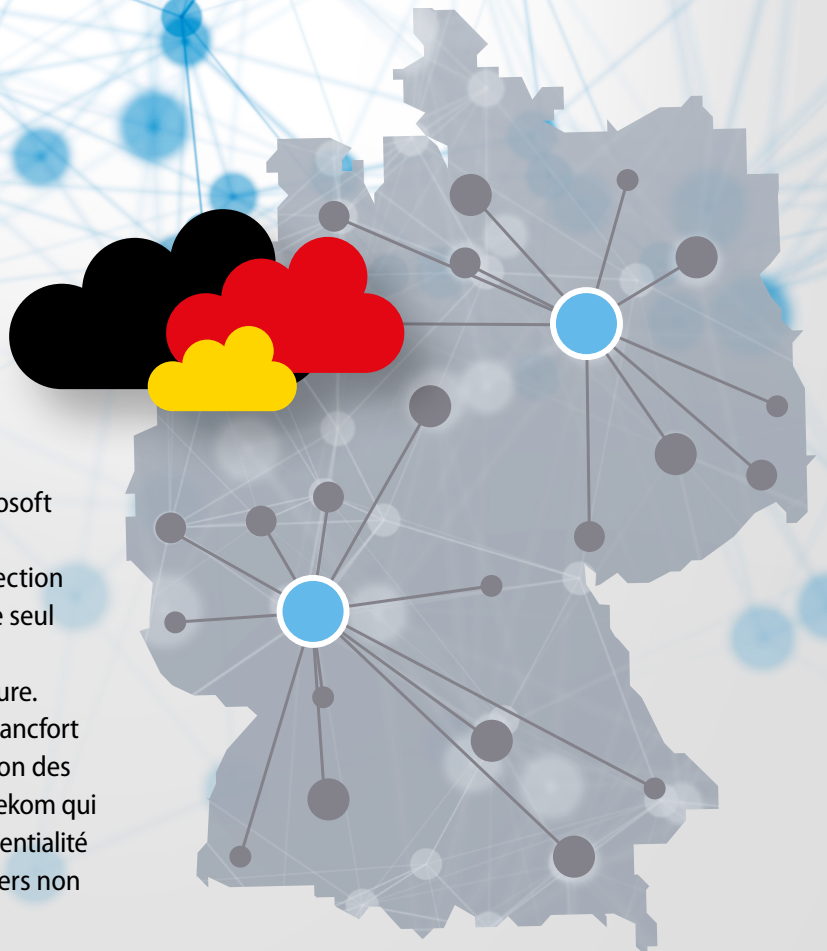 osoft
ection
e seul
ure.
ancfort
on des
ekom qui
entialité
ers non